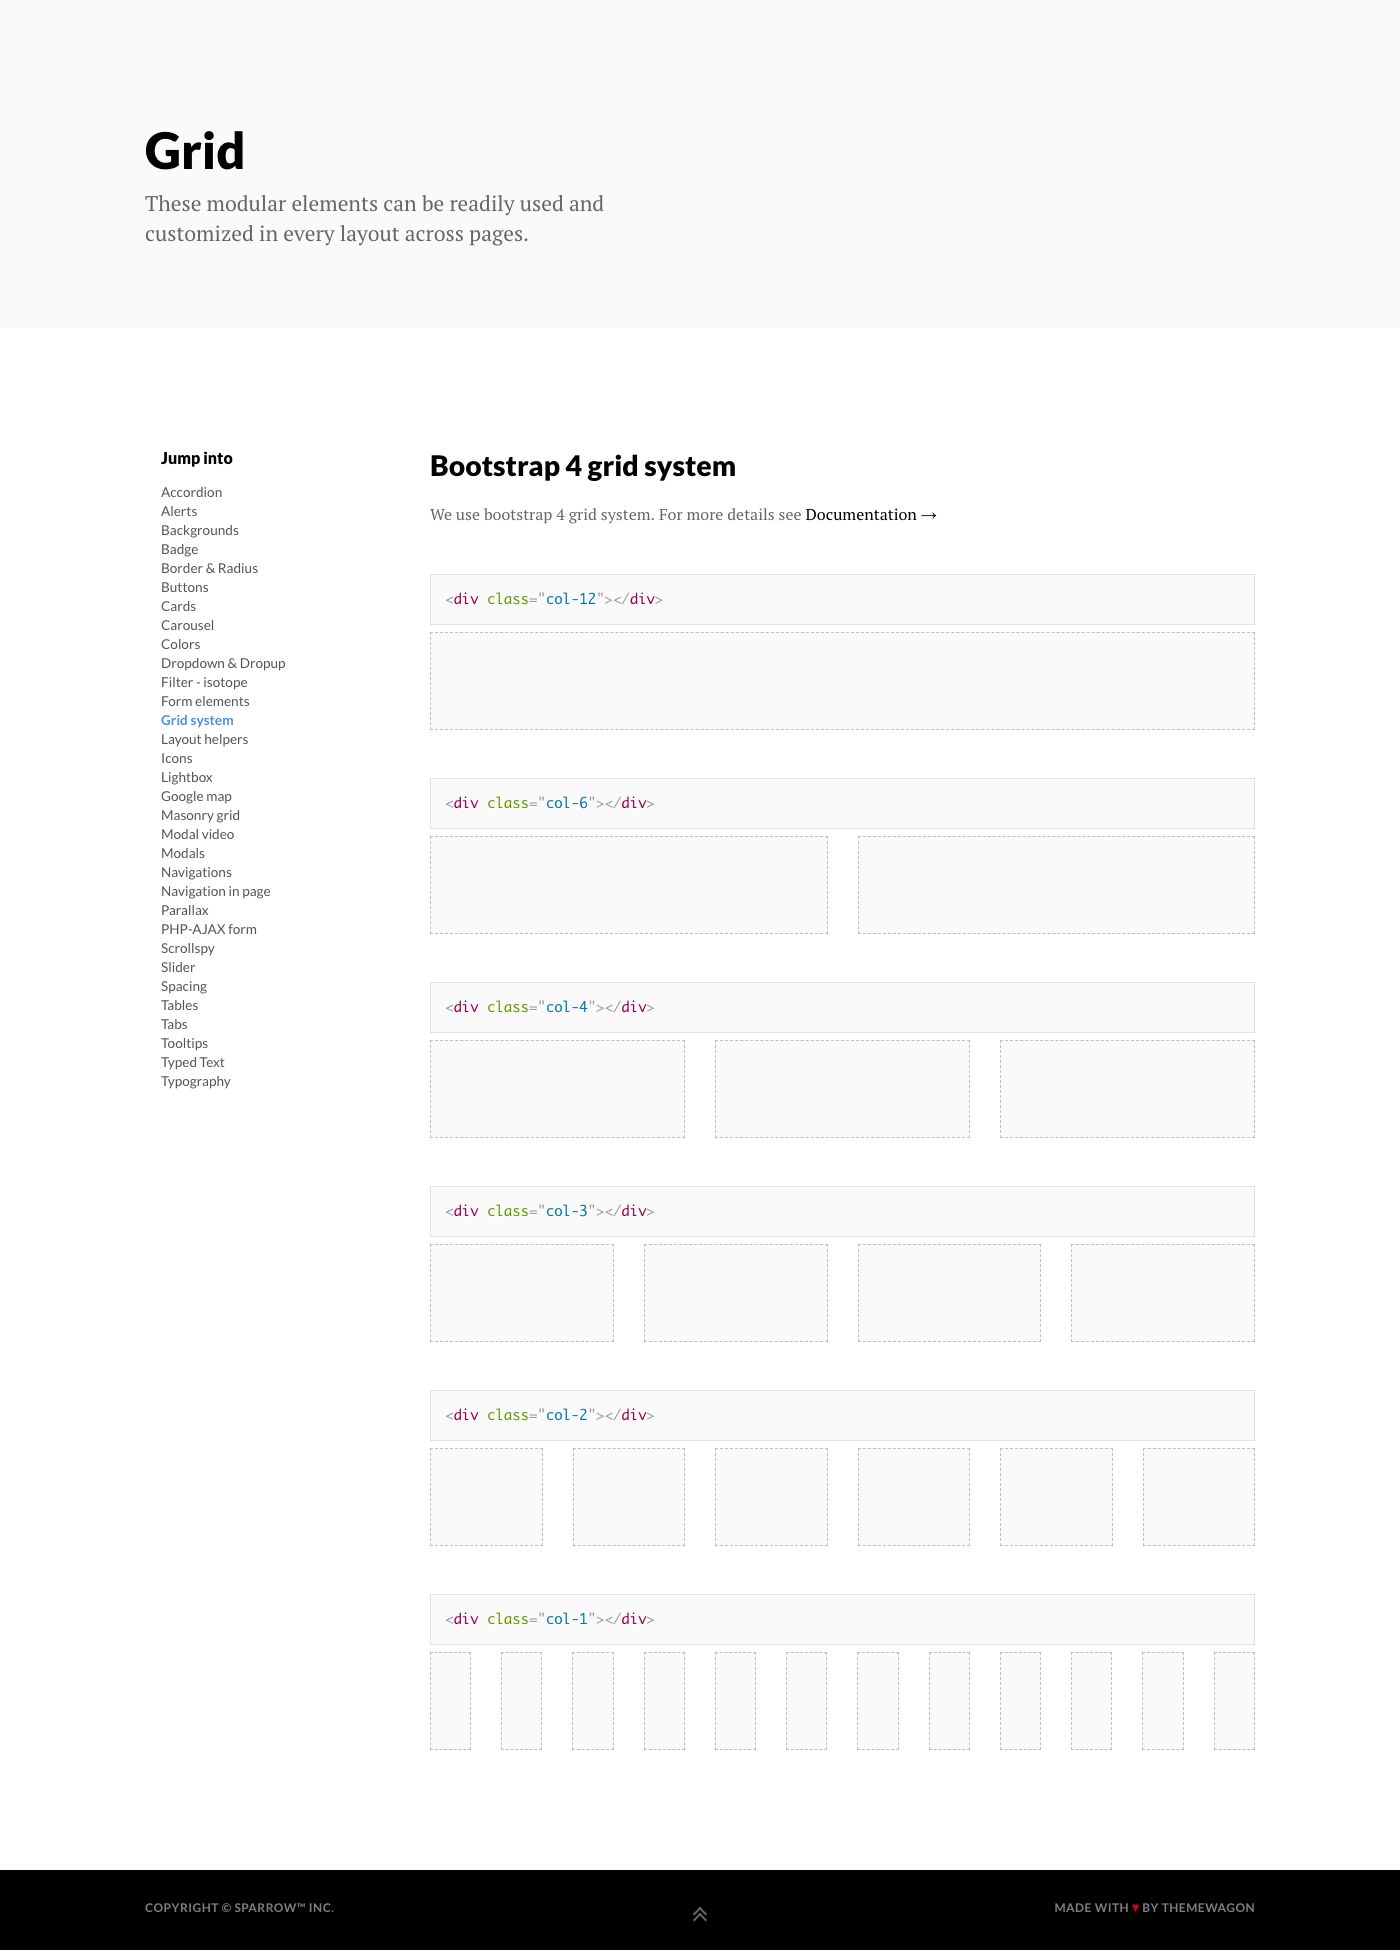 Grid
These modular elements can be readily used and
customized in every layout across pages.
Jump into
Accordion
Alerts
Backgrounds
Badge
Border & Radius
Buttons
Cards
Carousel
Colors
Dropdown & Dropup
Filter - isotope
Form elements
Grid system
Layout helpers
Icons
Lightbox
Google map
Masonry grid
Modal video
Modals
Navigations
Navigation in page
Parallax
PHP-AJAX form
Scrollspy
Slider
Spacing
Tables
Tabs
Tooltips
Typed Text
Typography
Bootstrap 4 grid system
We use bootstrap 4 grid system. For more details see Documentation →
<div class="col-12"></div>
<div class="col-6"></div>
<div class="col-4"></div>
<div class="col-3"></div>
<div class="col-2"></div>
<div class="col-1"></div>
COPYRIGHT © SPARROW™ INC.
MADE WITH ♥ BY THEMEWAGON